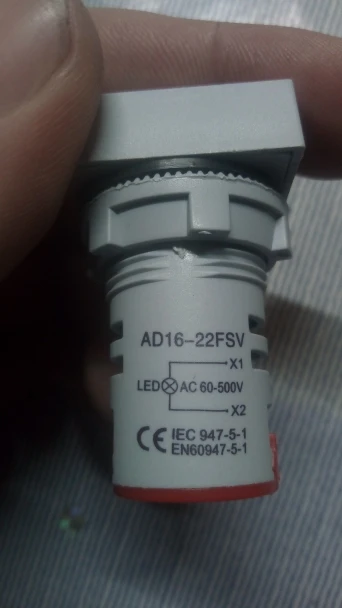 AD16-22FSV
X1
LED AC 60-500V
X2
CE IEC 947-5-1
EN60947-5-1